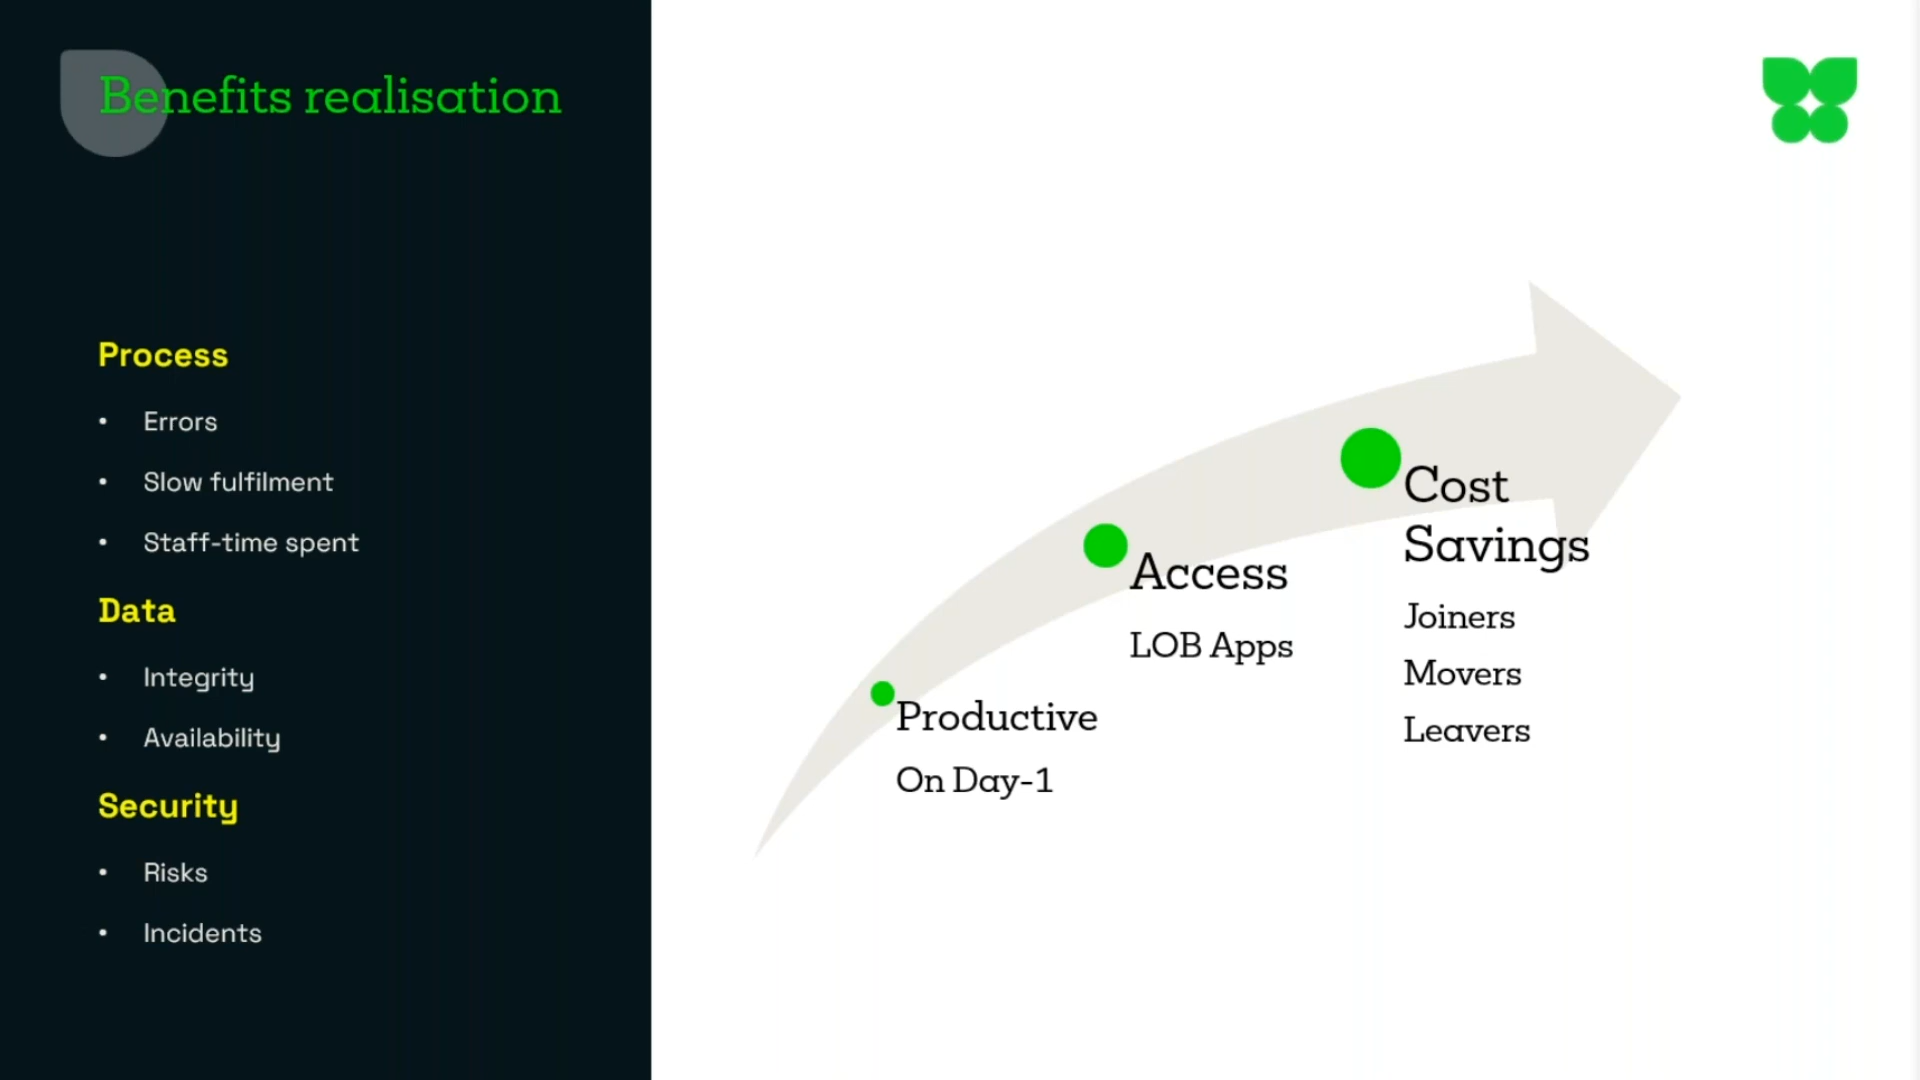 Benefits realisation
Process
• Errors
• Slow fulfilment
• Staff-time spent
Data
• Integrity
• Availability
Security
• Risks
• Incidents
Productive
On Day-1
Access
LOB Apps
Cost
Savings
Joiners
Movers
Leavers